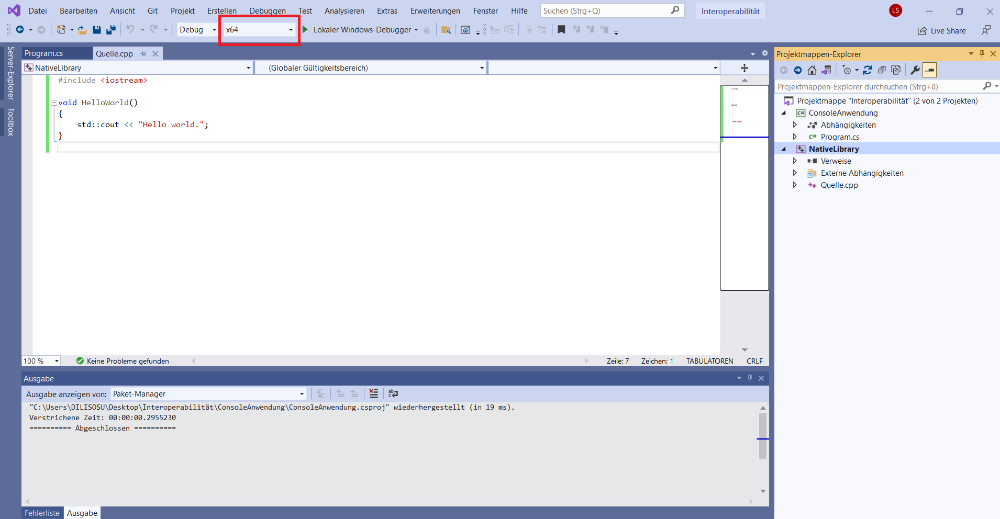 Datei Bearbeiten Ansicht Git Projekt Erstellen Debuggen Test Analysieren Extras Erweiterungen Fenster Hilfe Suchen (Strg+Q) Interoperabilität LS
Debug x64 Lokaler Windows-Debugger Live Share
Server-Explorer
Toolbox
Program.cs Quelle.cpp
NativeLibrary (Globaler Gültigkeitsbereich)
#include <iostream>
void HelloWorld()
{
std::cout << "Hello world.";
}
100 % Keine Probleme gefunden Zeile: 7 Zeichen: 1 TABULATOREN CRLF
Ausgabe
Ausgabe anzeigen von: Paket-Manager
"C:\Users\DILISOSU\Desktop\Interoperabilität\ConsoleAnwendung\ConsoleAnwendung.csproj" wiederhergestellt (in 19 ms).
Verstrichene Zeit: 00:00:00.2955230
========== Abgeschlossen ==========
Fehlerliste Ausgabe
Projektmappen-Explorer
Projektmappen-Explorer durchsuchen (Strg+ü)
Projektmappe "Interoperabilität" (2 von 2 Projekten)
C# ConsoleAnwendung
Abhängigkeiten
C# Program.cs
NativeLibrary
Verweise
Externe Abhängigkeiten
Quelle.cpp